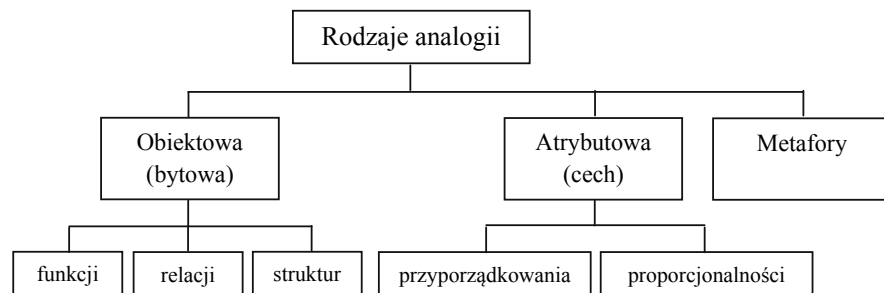 Rodzaje analogii
Obiektowa
(bytowa)
Atrybutowa
(cech)
Metafory
funkcji
relacji
struktur
przyporządkowania
proporcjonalności